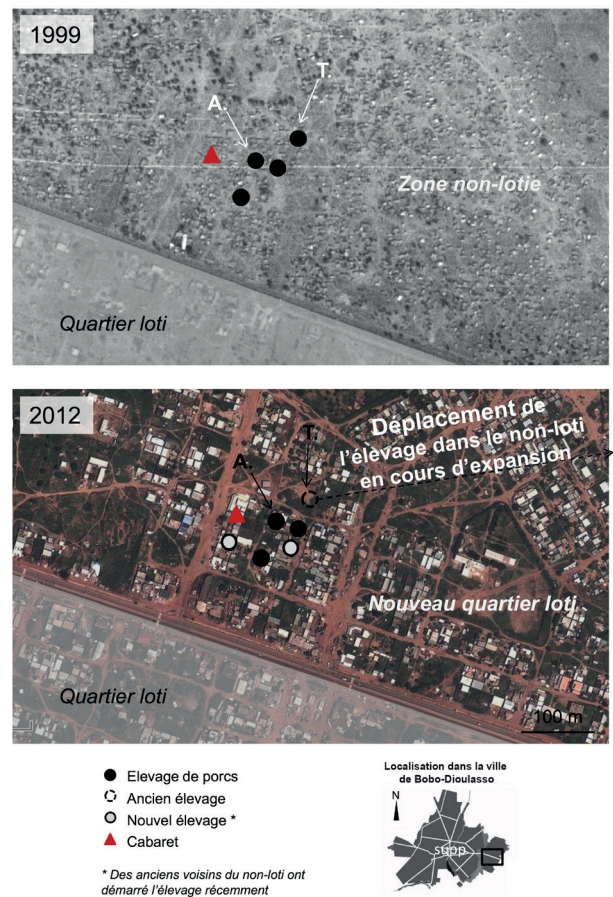 1999
T.
A.
Zone non-lotie
Quartier loti
2012
Déplacement de
l'élevage dans le non-loti
en cours d'expansion
T.
A.
Nouveau quartier loti
Quartier loti
100 m
Elevage de porcs
Ancien élevage
Nouvel élevage *
Cabaret
* Des anciens voisins du non-loti ont
démarré l'élevage récemment
Localisation dans la ville
de Bobo-Dioulasso
N